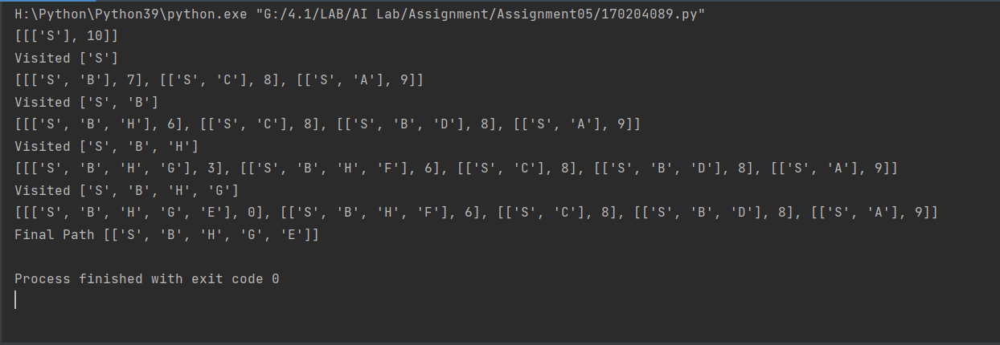 H:\Python\Python39\python.exe "G:/4.1/LAB/AI Lab/Assignment/Assignment05/170204089.py"
[[['S'], 10]]
Visited ['S']
[[['S', 'B'], 7], [['S', 'C'], 8], [['S', 'A'], 9]]
Visited ['S', 'B']
[[['S', 'B', 'H'], 6], [['S', 'C'], 8], [['S', 'B', 'D'], 8], [['S', 'A'], 9]]
Visited ['S', 'B', 'H']
[[['S', 'B', 'H', 'G'], 3], [['S', 'B', 'H', 'F'], 6], [['S', 'C'], 8], [['S', 'B', 'D'], 8], [['S', 'A'], 9]]
Visited ['S', 'B', 'H', 'G']
[[['S', 'B', 'H', 'G', 'E'], 0], [['S', 'B', 'H', 'F'], 6], [['S', 'C'], 8], [['S', 'B', 'D'], 8], [['S', 'A'], 9]]
Final Path [['S', 'B', 'H', 'G', 'E']]
Process finished with exit code 0